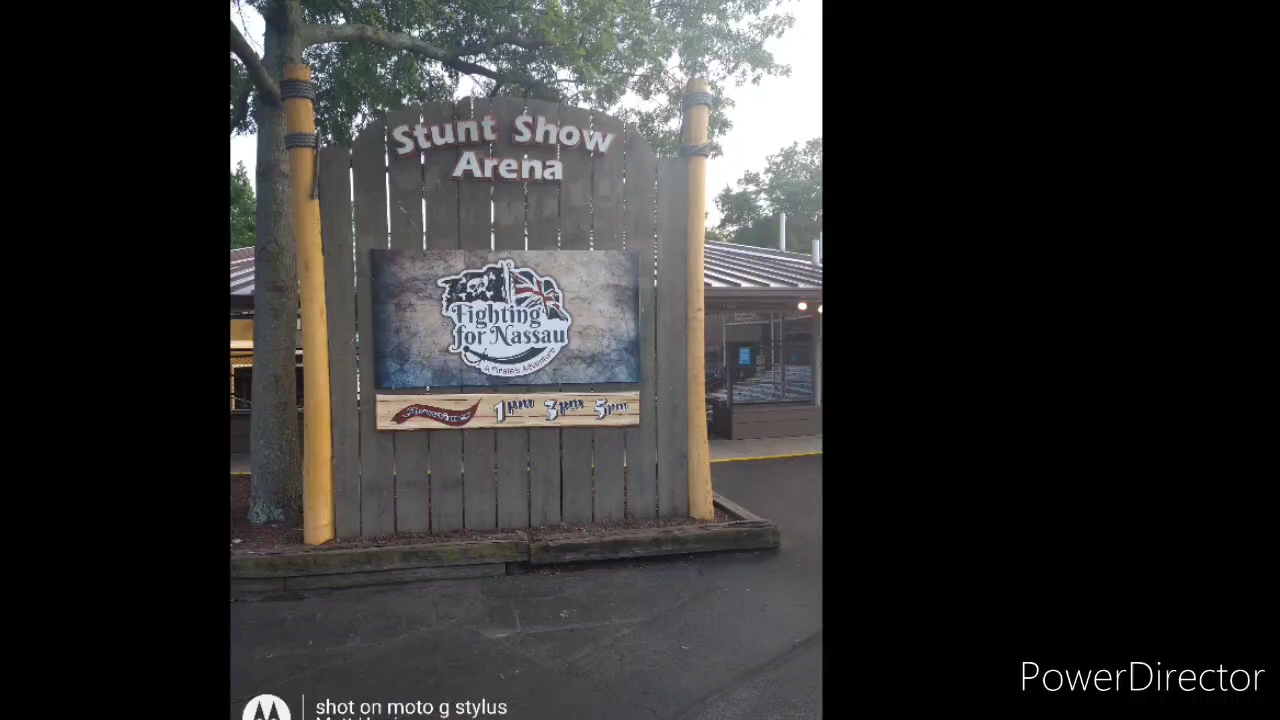 Stunt Show
Arena
Fighting
for Nassau
A Pirate's Adventure
1pm 3pm 5pm
shot on moto g stylus
PowerDirector